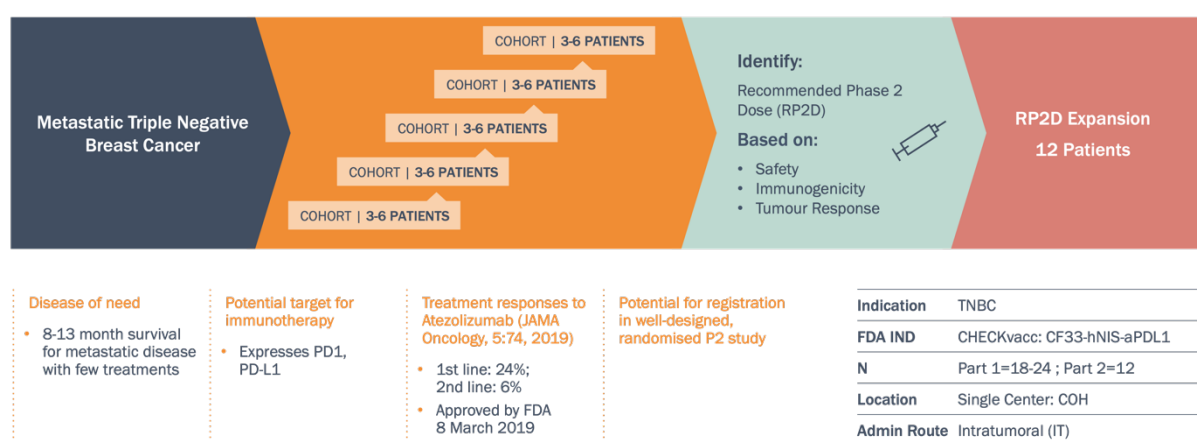 Metastatic Triple Negative
Breast Cancer
COHORT | 3-6 PATIENTS
COHORT | 3-6 PATIENTS
COHORT | 3-6 PATIENTS
COHORT | 3-6 PATIENTS
COHORT | 3-6 PATIENTS
Identify:
Recommended Phase 2
Dose (RP2D)
Based on:
• Safety
• Immunogenicity
• Tumour Response
RP2D Expansion
12 Patients
Disease of need
• 8-13 month survival
for metastatic disease
with few treatments
Potential target for
immunotherapy
• Expresses PD1,
PD-L1
Treatment responses to
Atezolizumab (JAMA
Oncology, 5:74, 2019)
• 1st line: 24%;
2nd line: 6%
• Approved by FDA
8 March 2019
Potential for registration
in well-designed,
randomised P2 study
Indication TNBC
FDA IND CHECKvacc: CF33-hNIS-aPDL1
N Part 1=18-24 ; Part 2=12
Location Single Center: COH
Admin Route Intratumoral (IT)